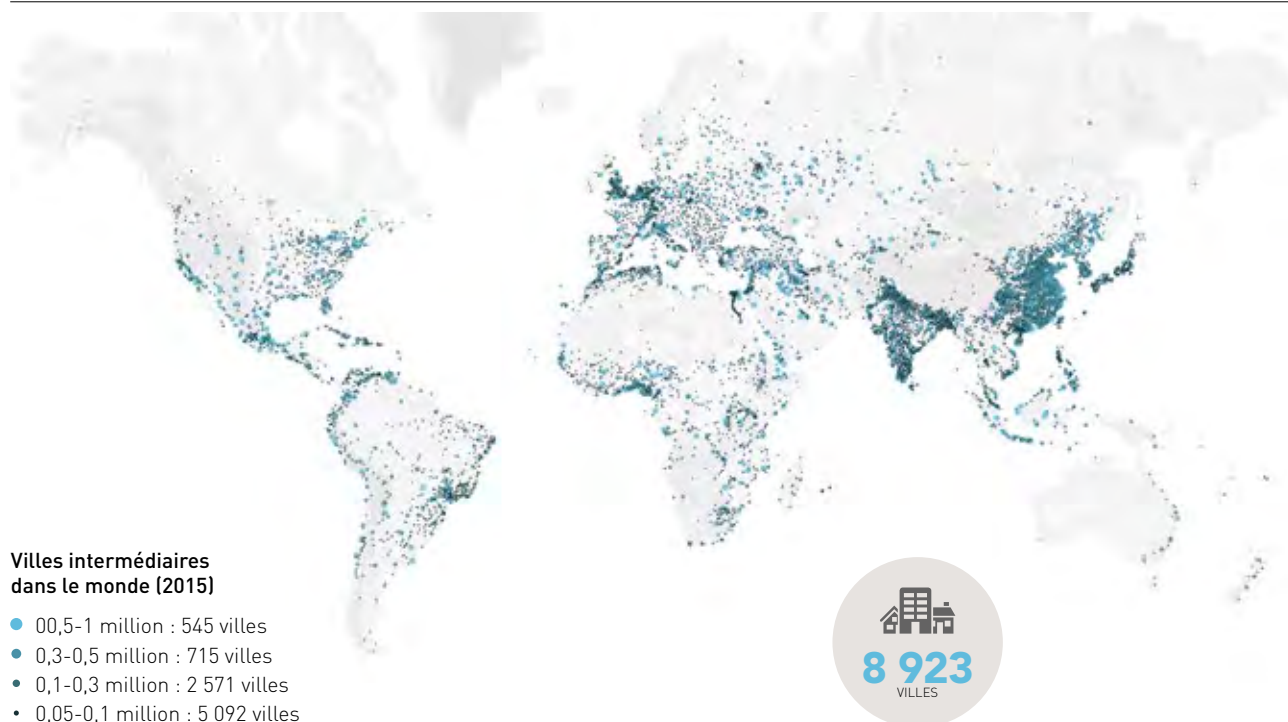 Villes intermédiaires
dans le monde (2015)
00,5-1 million : 545 villes
0,3-0,5 million : 715 villes
0,1-0,3 million : 2 571 villes
0,05-0,1 million : 5 092 villes
8 923
VILLES